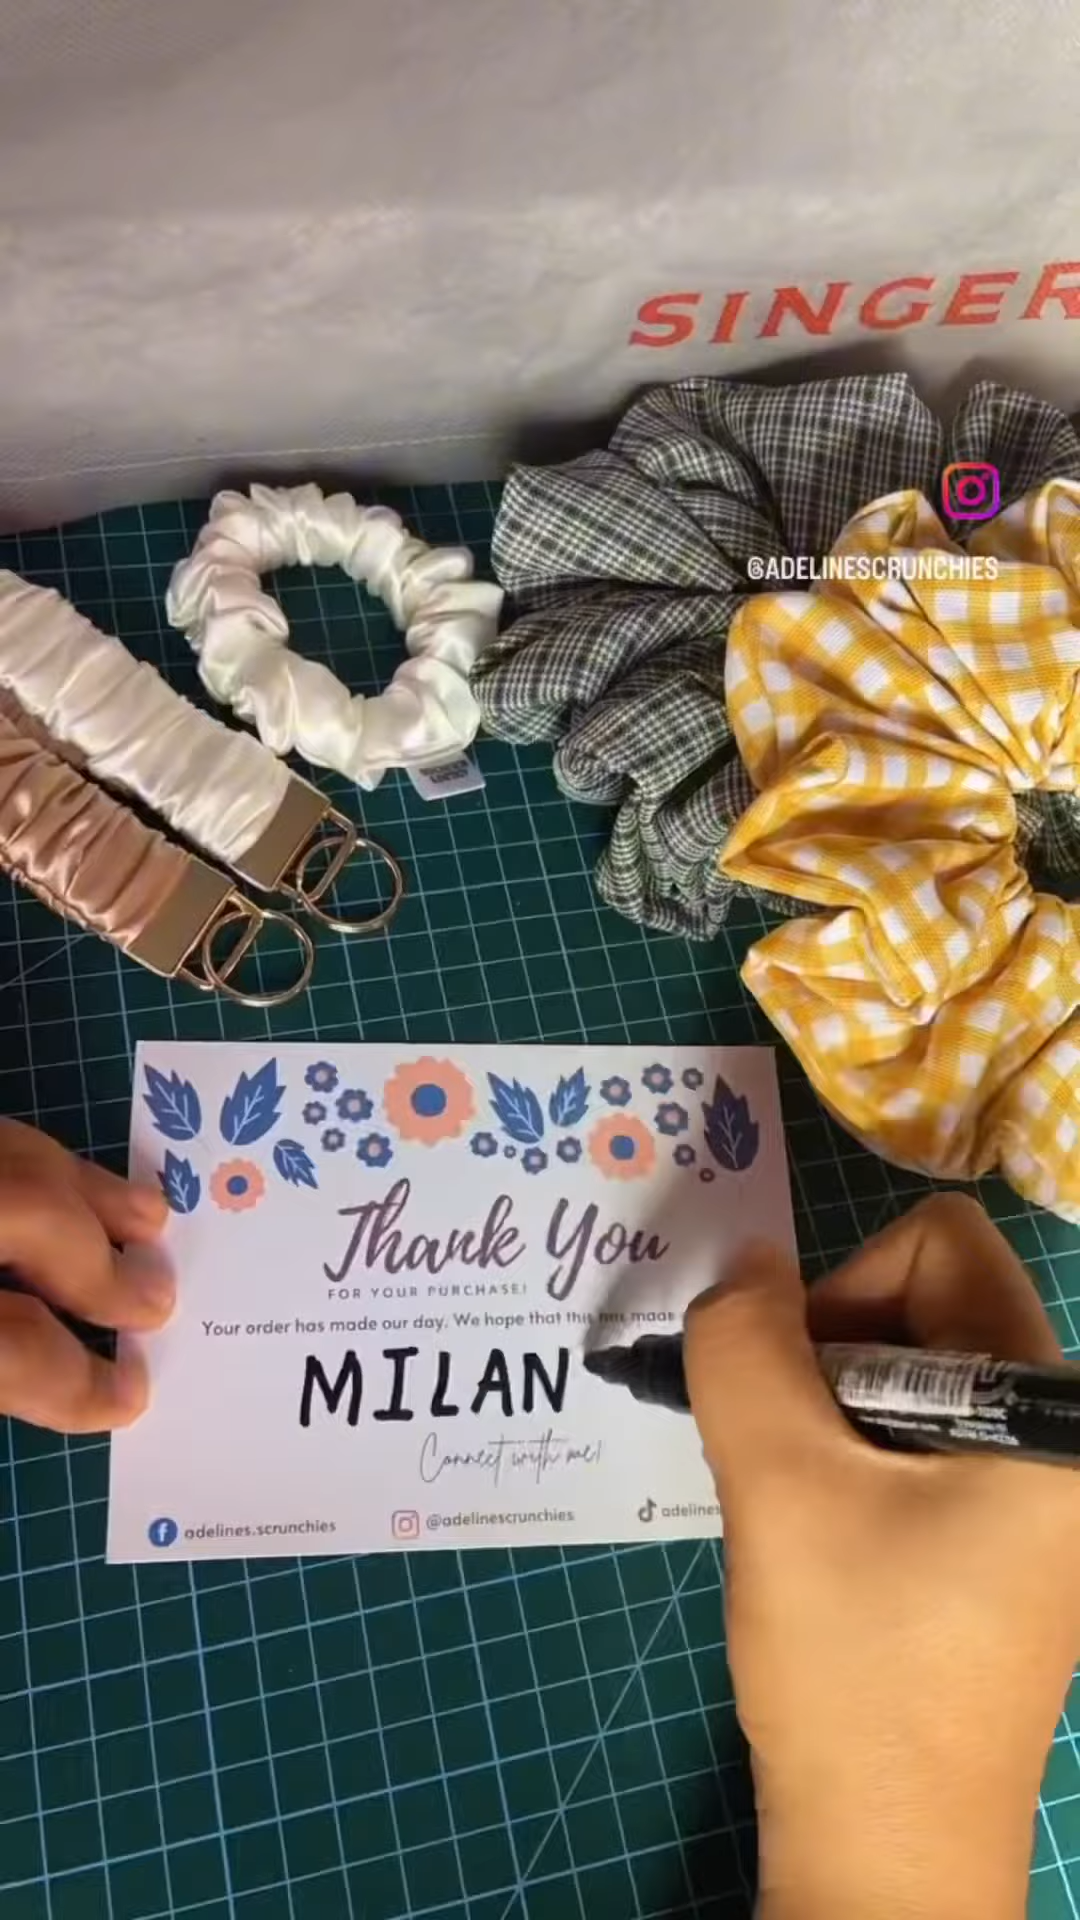 SINGER
@ADELINESCRUNCHIES
Thank You
FOR YOUR PURCHASE!
Your order has made our day. We hope that this has made
MILAN
Connect with me!
adelines.scrunchies
@adelinescrunchies
adelines